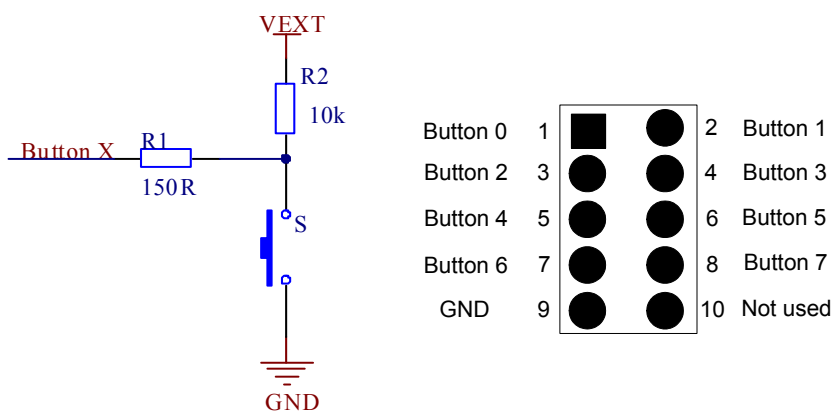 VEXT
R2
10k
Button X
R1
150R
S
GND
Button 0 1 2 Button 1
Button 2 3 4 Button 3
Button 4 5 6 Button 5
Button 6 7 8 Button 7
GND 9 10 Not used